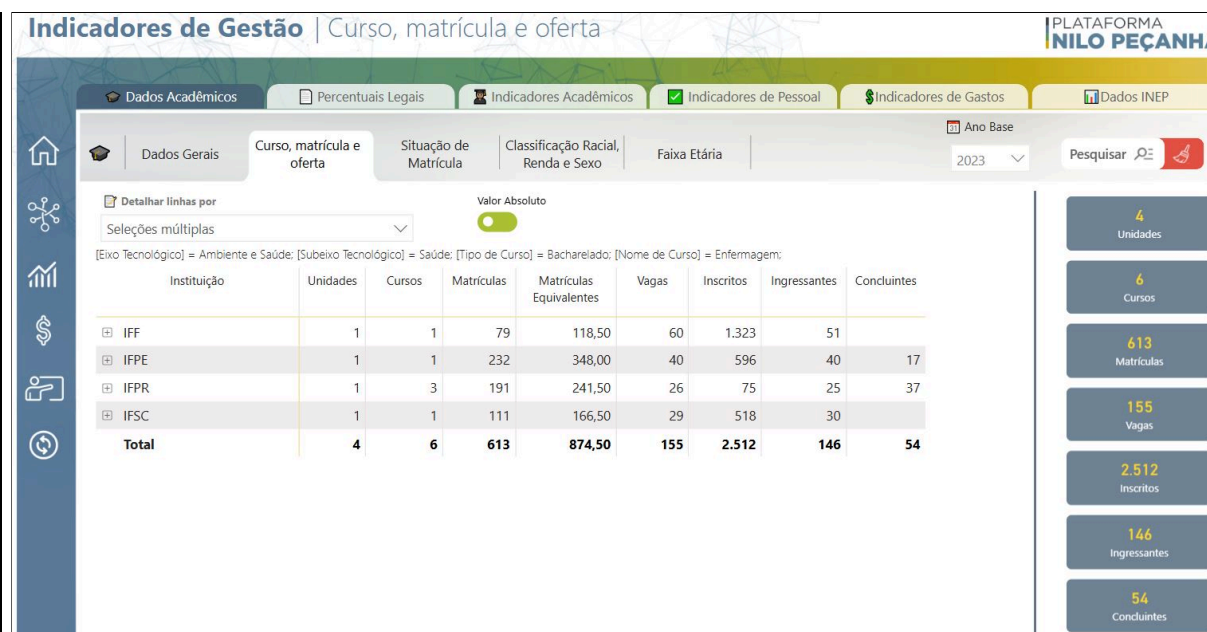 Indicadores de Gestão | Curso, matrícula e oferta
PLATAFORMA
NILO PEÇANHA
Dados Acadêmicos
Percentuais Legais
Indicadores Acadêmicos
Indicadores de Pessoal
$Indicadores de Gastos
Dados INEP
Dados Gerais
Curso, matrícula e
oferta
Situação de
Matrícula
Classificação Racial,
Renda e Sexo
Faixa Etária
Ano Base
2023
Pesquisar
Detalhar linhas por
Seleções múltiplas
Valor Absoluto
[Eixo Tecnológico] = Ambiente e Saúde; [Subeixo Tecnológico] = Saúde; [Tipo de Curso] = Bacharelado; [Nome de Curso] = Enfermagem;
Instituição Unidades Cursos Matrículas Matrículas Equivalentes Vagas Inscritos Ingressantes Concluintes
IFF 1 1 79 118,50 60 1.323 51
IFPE 1 1 232 348,00 40 596 40 17
IFPR 1 3 191 241,50 26 75 25 37
IFSC 1 1 111 166,50 29 518 30
Total 4 6 613 874,50 155 2.512 146 54
4
Unidades
6
Cursos
613
Matrículas
155
Vagas
2.512
Inscritos
146
Ingressantes
54
Concluintes